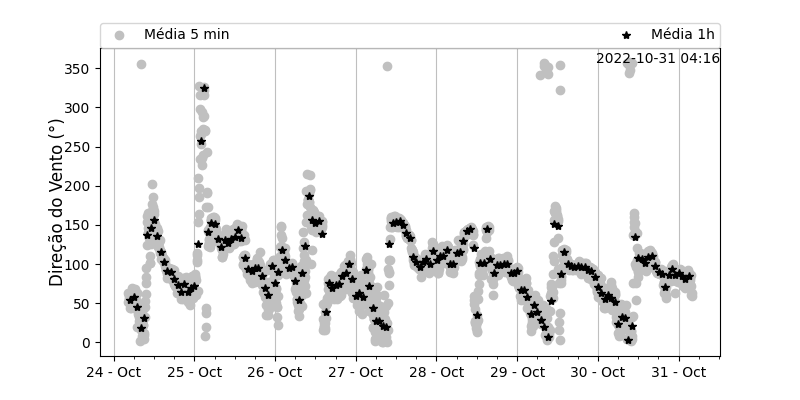 Média 5 min
Média 1h
2022-10-31 04:16
Direção do Vento (°)
350
300
250
200
150
100
50
0
24 - Oct
25 - Oct
26 - Oct
27 - Oct
28 - Oct
29 - Oct
30 - Oct
31 - Oct